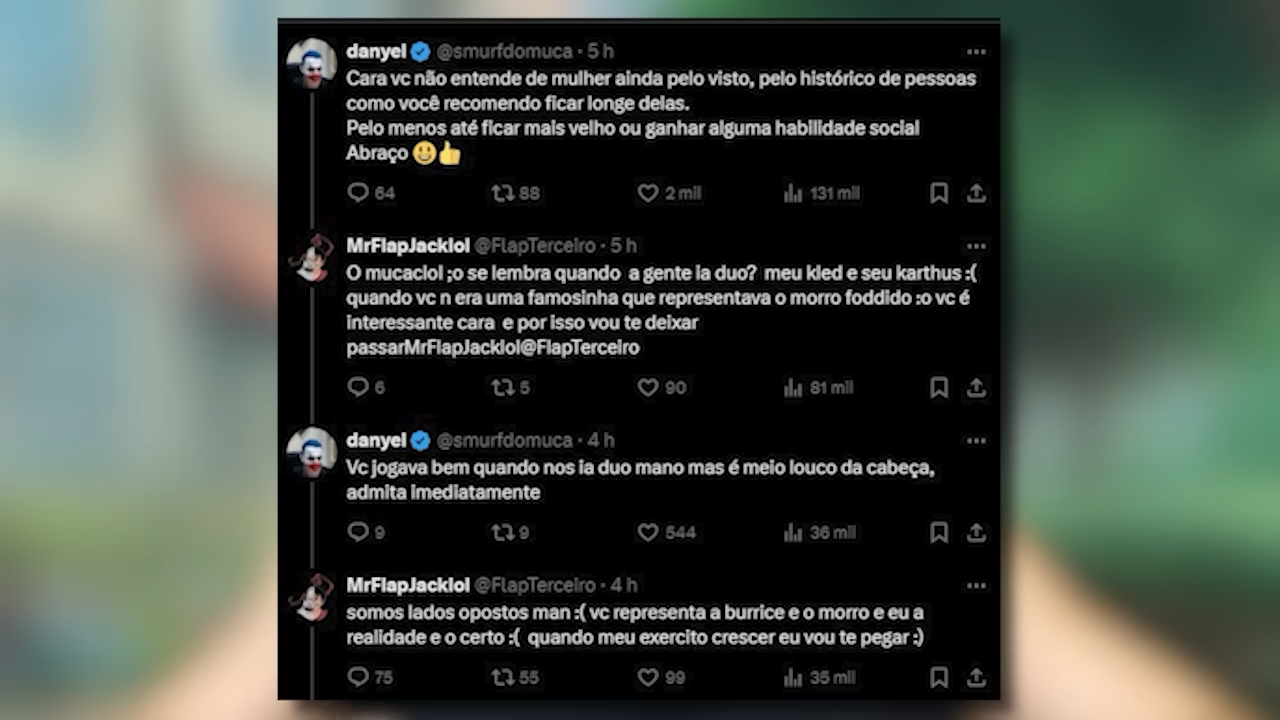 danyel @smurfdomuca · 5 h
Cara vc não entende de mulher ainda pelo visto, pelo histórico de pessoas
como você recomendo ficar longe delas.
Pelo menos até ficar mais velho ou ganhar alguma habilidade social
Abraço 😀👍
64 88 2 mil 131 mil
MrFlapJacklol @FlapTerceiro · 5 h
O mucaclol ;o se lembra quando a gente ia duo? meu kled e seu karthus :(
quando vc n era uma famosinha que representava o morro foddido :o vc é
interessante cara e por isso vou te deixar
passarMrFlapJacklol@FlapTerceiro
6 5 90 81 mil
danyel @smurfdomuca · 4 h
Vc jogava bem quando nos ia duo mano mas é meio louco da cabeça,
admita imediatamente
9 9 544 36 mil
MrFlapJacklol @FlapTerceiro · 4 h
somos lados opostos man :( vc representa a burrice e o morro e eu a
realidade e o certo :( quando meu exercito crescer eu vou te pegar :)
75 55 99 35 mil